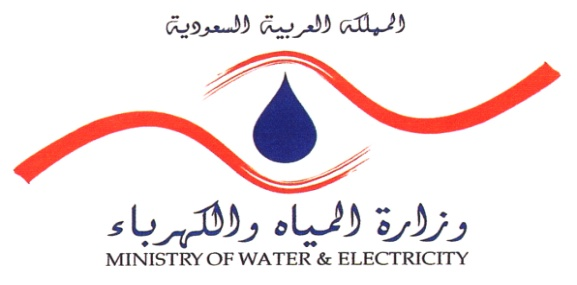 المملكة العربية السعودية
وزارة المياه والكهرباء
MINISTRY OF WATER & ELECTRICITY